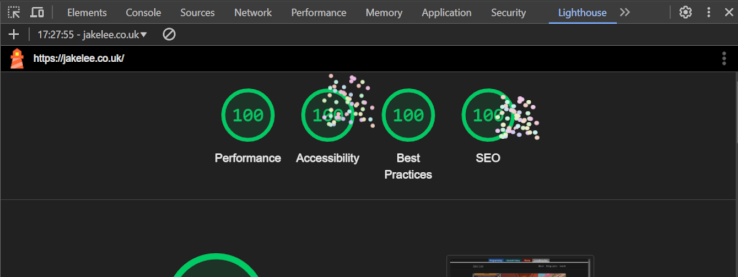 Elements Console Sources Network Performance Memory Application Security Lighthouse
17:27:55 - jakelee.co.uk
https://jakelee.co.uk/
100 100 100 100
Performance Accessibility Best Practices SEO